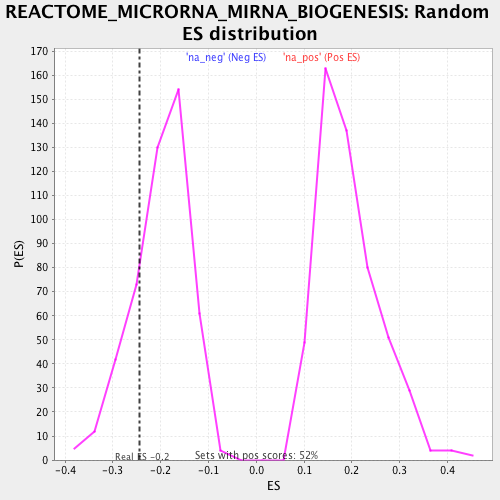 REACTOME_MICRORNA_MIRNA_BIOGENESIS: Random
ES distribution
'na_neg' (Neg ES) 'na_pos' (Pos ES)
170
160
150
140
130
120
110
100
90
80
70
60
50
40
30
20
10
0
P(ES)
Real ES -0.2
Sets with pos scores: 52%
-0.4 -0.3 -0.2 -0.1 0.0 0.1 0.2 0.3 0.4
ES